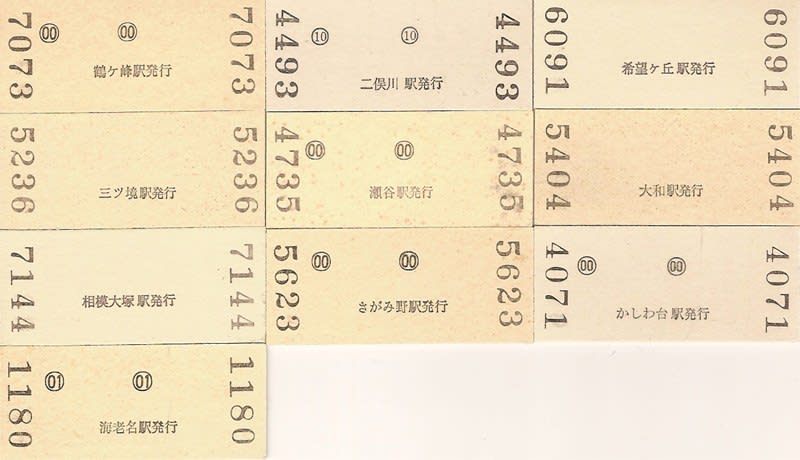 7073 ⓪⓪ ⓪⓪ 7073
鶴ケ峰駅発行
4493 ⑩ ⑩ 4493
二俣川駅発行
6091 6091
希望ケ丘駅発行
5236 5236
三ツ境駅発行
4735 00 00 4735
瀬谷駅発行
5404 5404
大和駅発行
7144 7144
相模大塚駅発行
5623 00 00 5623
さがみ野駅発行
4071 00 00 4071
かしわ台駅発行
1180 01 01 1180
海老名駅発行